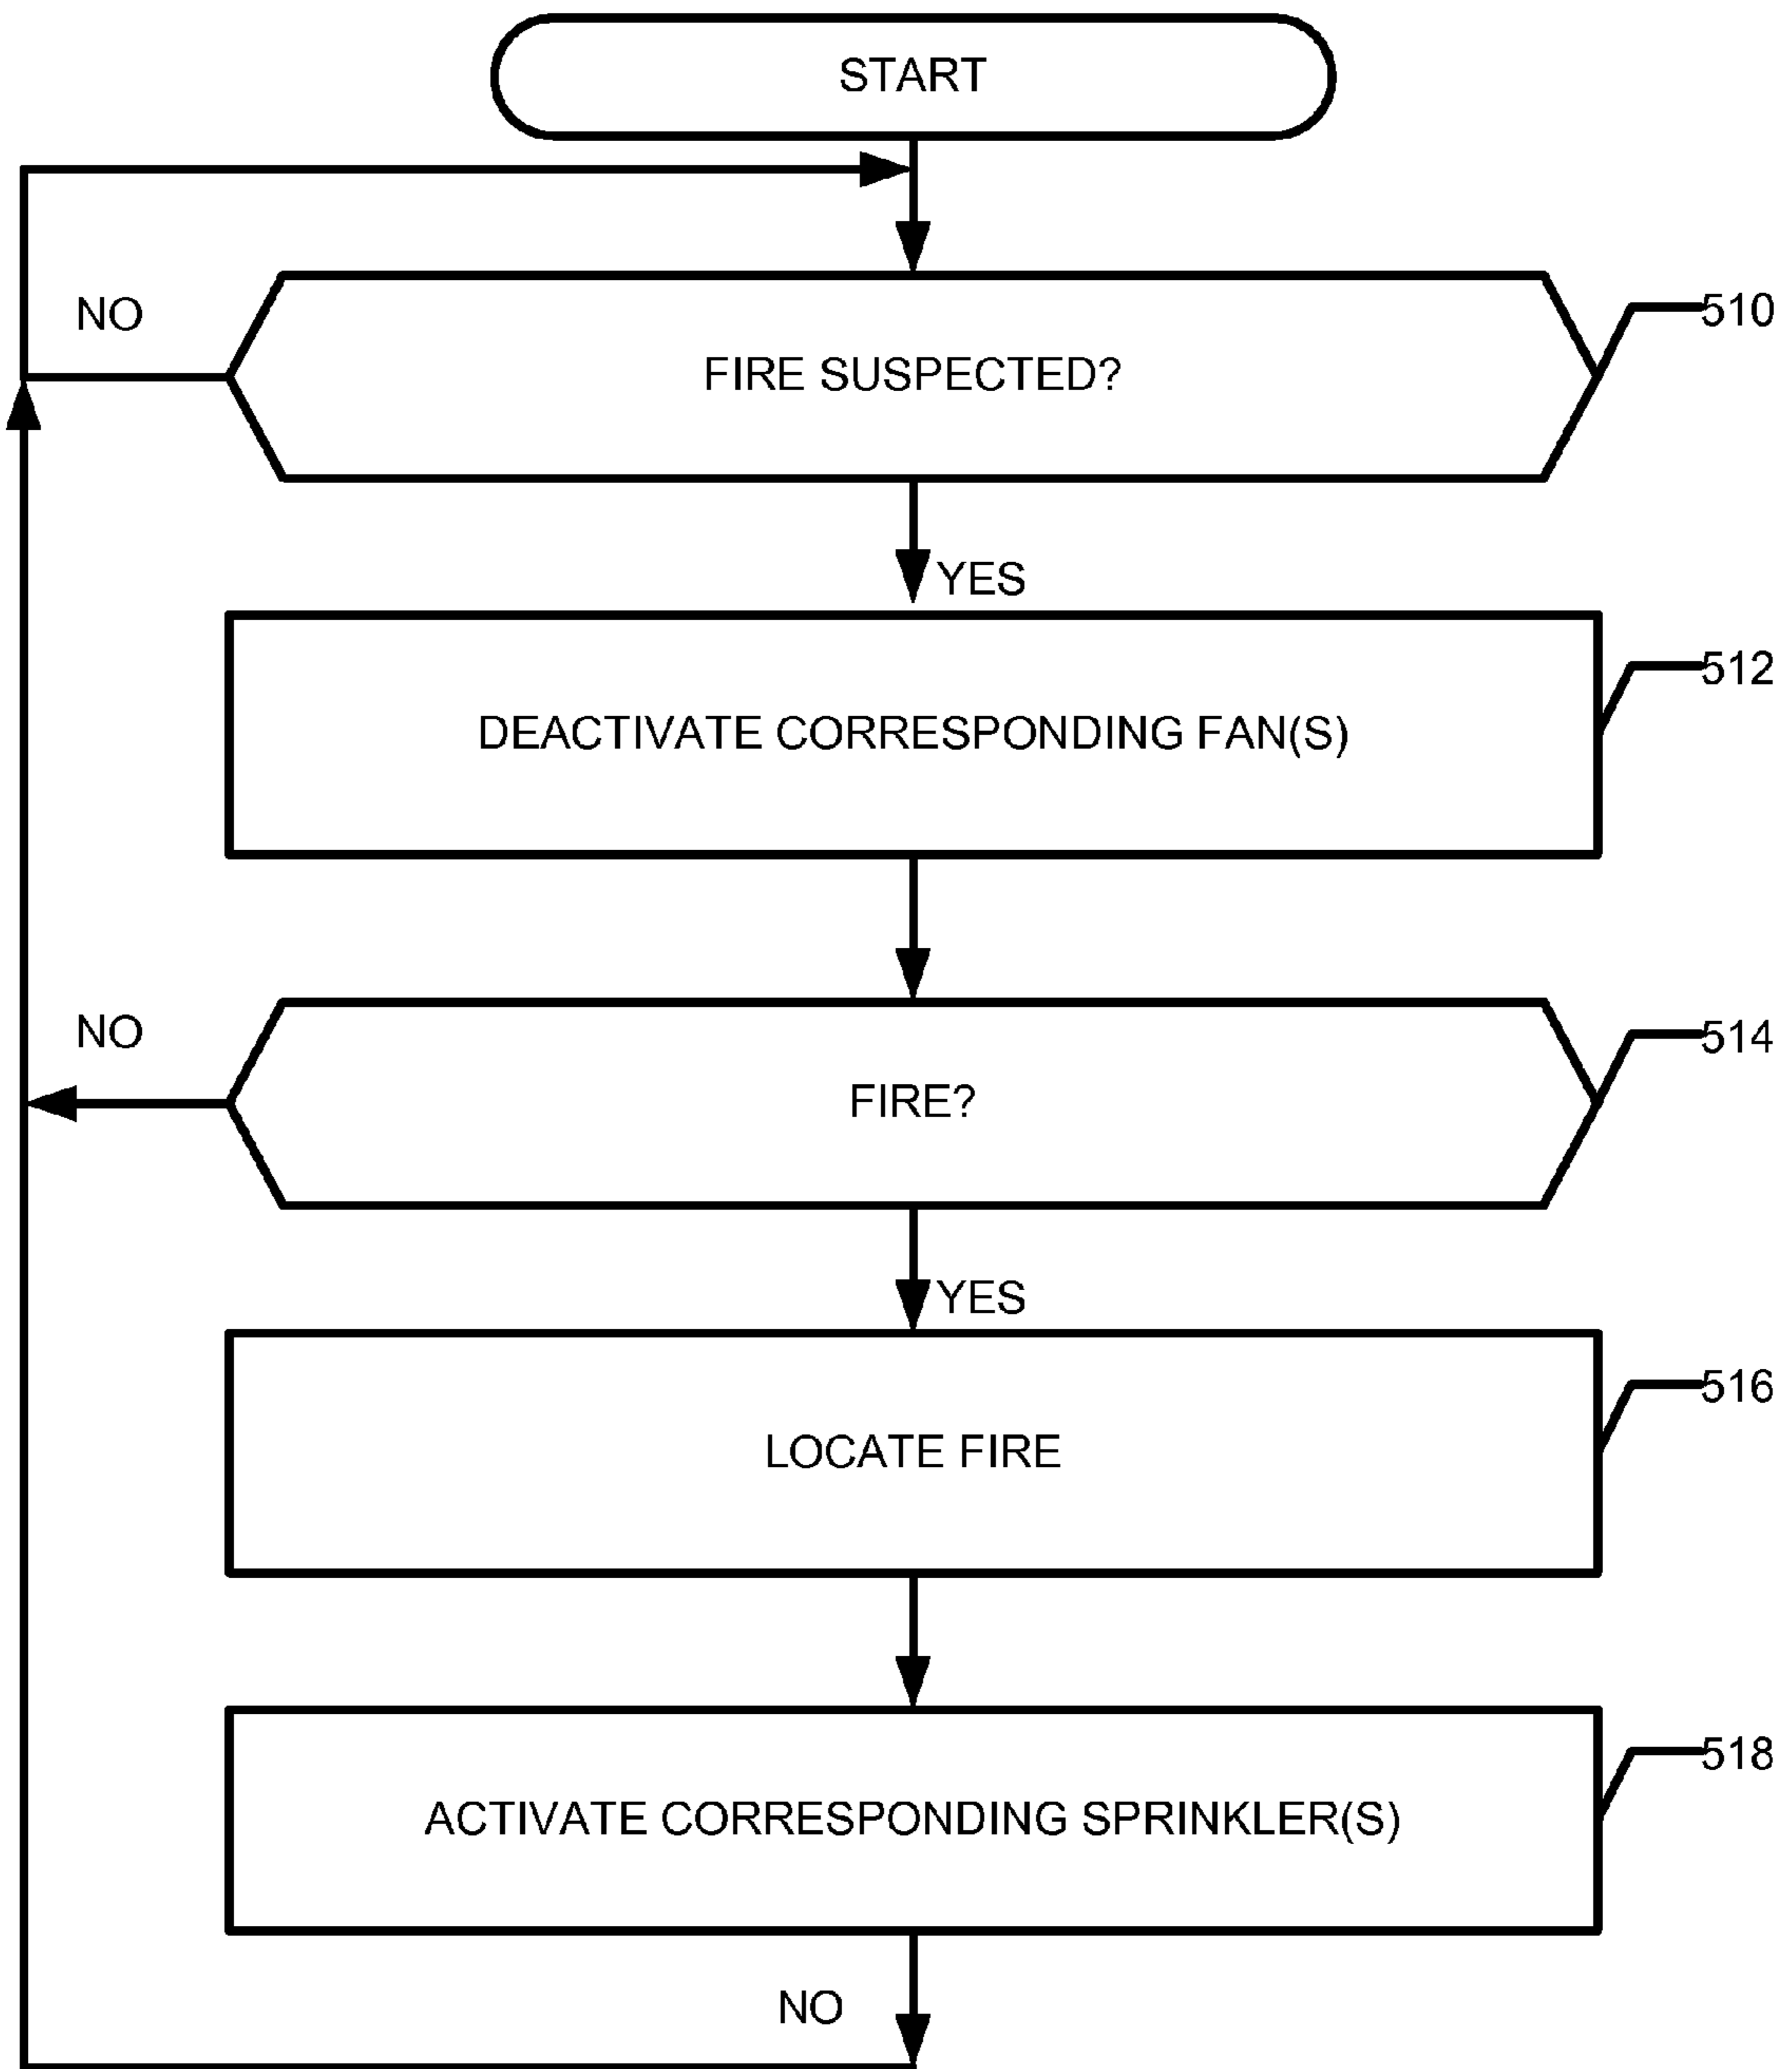 START
NO
510
FIRE SUSPECTED?
YES
512
DEACTIVATE CORRESPONDING FAN(S)
NO
514
FIRE?
YES
516
LOCATE FIRE
518
ACTIVATE CORRESPONDING SPRINKLER(S)
NO